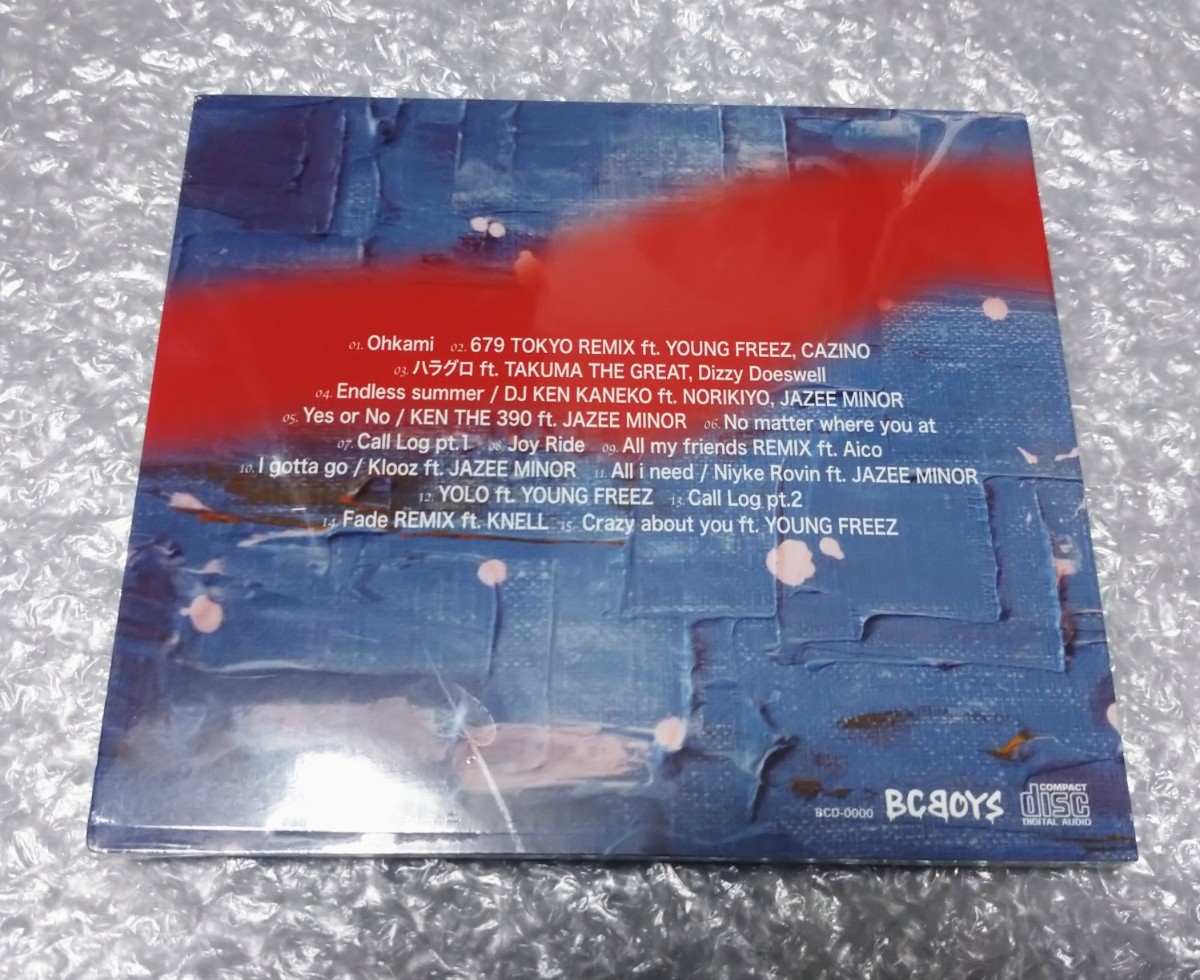 01. Ohkami 02. 679 TOKYO REMIX ft. YOUNG FREEZ, CAZINO
03. ハラグロ ft. TAKUMA THE GREAT, Dizzy Doeswell
04. Endless summer / DJ KEN KANEKO ft. NORIKIYO, JAZEE MINOR
05. Yes or No / KEN THE 390 ft. JAZEE MINOR 06. No matter where you at
07. Call Log pt.1 08. Joy Ride 09. All my friends REMIX ft. Aico
10. I gotta go / Klooz ft. JAZEE MINOR 11. All i need / Niyke Rovin ft. JAZEE MINOR
12. YOLO ft. YOUNG FREEZ 13. Call Log pt.2
14. Fade REMIX ft. KNELL 15. Crazy about you ft. YOUNG FREEZ
BCD-0000 BCBOYS COMPACT disc DIGITAL AUDIO